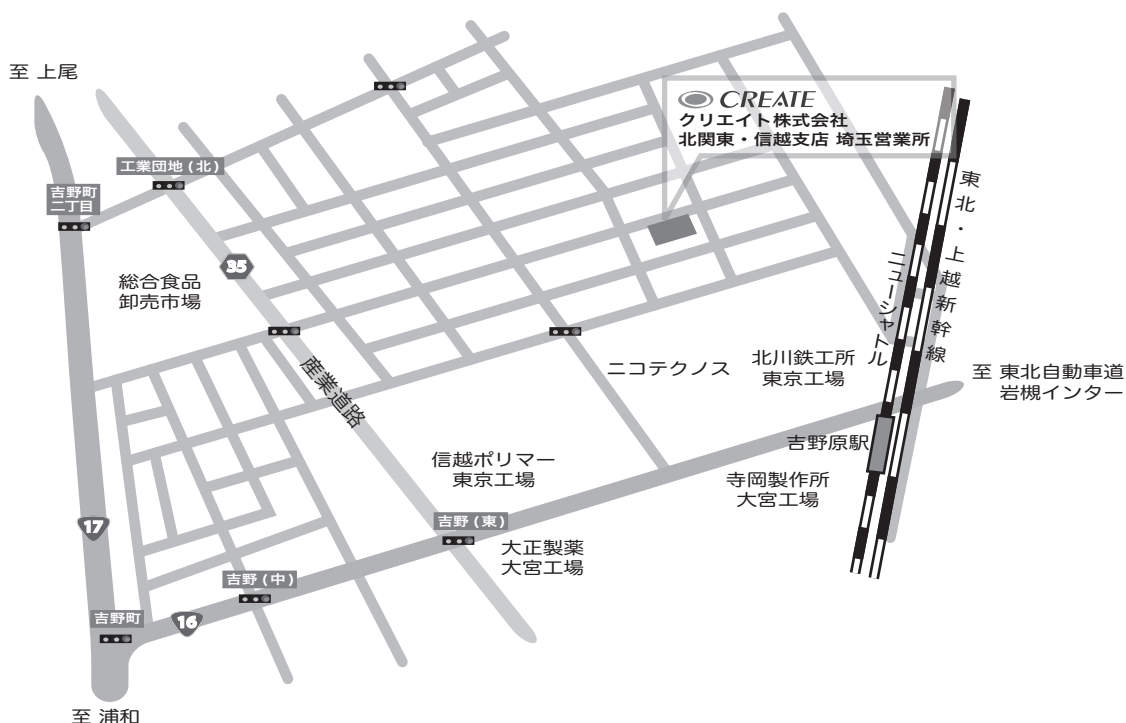 至 上尾
CREATE
クリエイト株式会社
北関東・信越支店 埼玉営業所
工業団地(北)
吉野町
二丁目
東北・上越新幹線
ニューシャトル
35
総合食品
卸売市場
産業道路
ニコテクノス
北川鉄工所
東京工場
至 東北自動車道
岩槻インター
吉野原駅
信越ポリマー
東京工場
寺岡製作所
大宮工場
17
吉野(東)
大正製薬
大宮工場
吉野(中)
吉野町
16
至 浦和